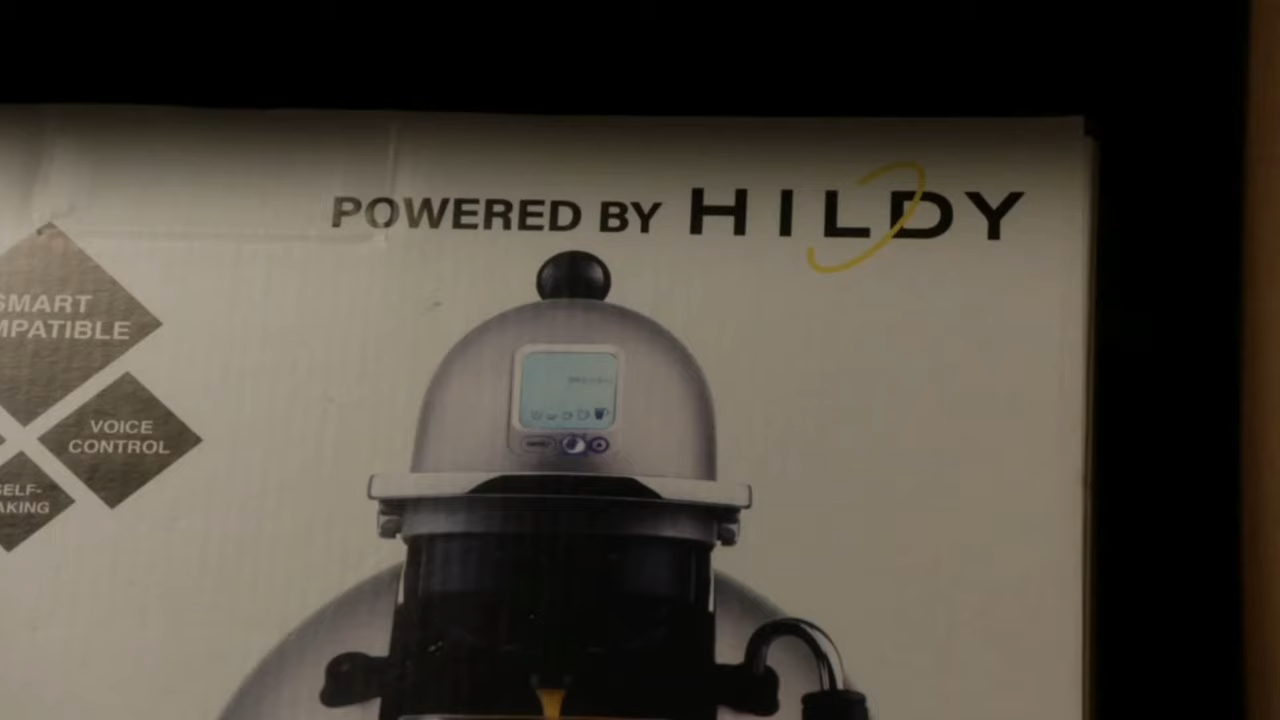 POWERED BY HILDY
SMART
MPATIBLE
VOICE
CONTROL
SELF-
AKING